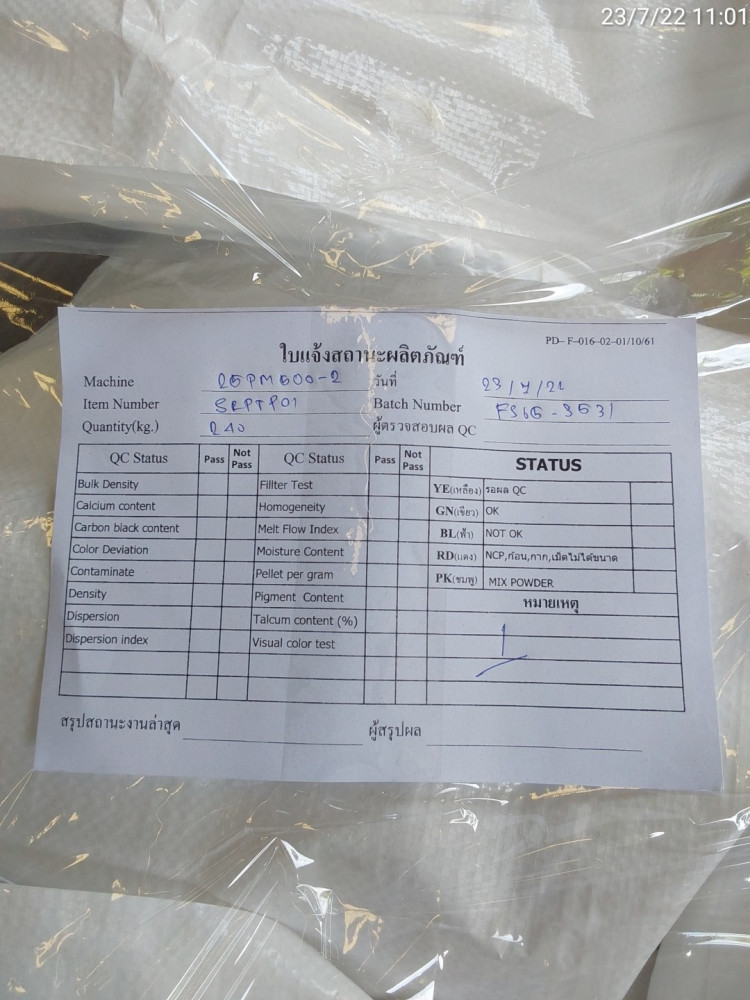 23/7/22 11:01
PD-F-016-02-01/10/61
ใบแจ้งสถานะผลิตภัณฑ์
Machine วันที่ 23/7/22
Item Number Batch Number
Quantity(kg.) 240 ผู้ตรวจสอบผล QC
QC Status Pass Not Pass QC Status Pass Not Pass STATUS
Bulk Density Fillter Test YE(เหลือง) รอผล QC
Calcium content Homogeneity GN(เขียว) OK
Carbon black content Melt Flow Index BL(ฟ้า) NOT OK
Color Deviation Moisture Content RD(แดง) NCP,ก้อน,กาก,เม็ดไม่ได้ขนาด
Contaminate Pellet per gram PK(ชมพู) MIX POWDER
Density Pigment Content หมายเหตุ
Dispersion Talcum content (%) 1
Dispersion index Visual color test
สรุปสถานะงานล่าสุด ผู้สรุปผล